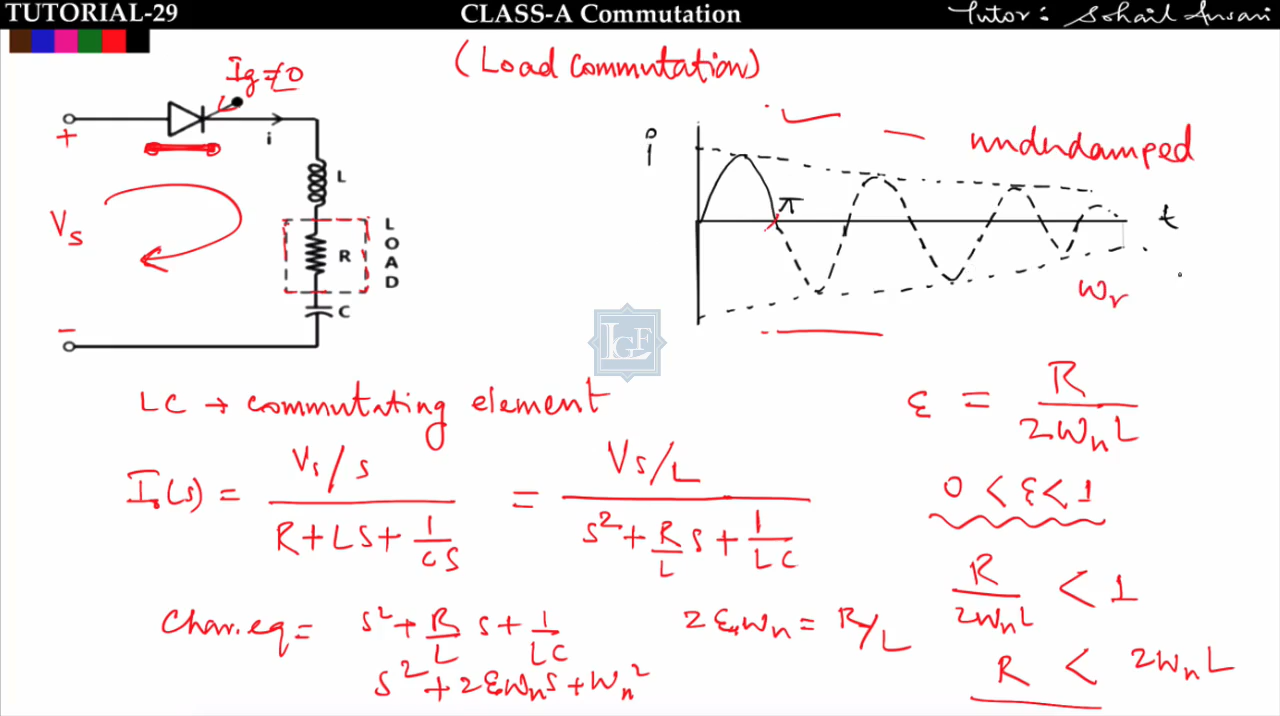 TUTORIAL-29
CLASS-A Commutation
Tutor : Sohail Ansari
(Load commutation)
Ig≠0
+
i
L
Vs
R
LOAD
C
-
i
π
t
underdamped
ωr
LGF
LC → commutating element
I₀(s) = (Vs/s) / (R+LS+1/CS) = (Vs/L) / (s²+R/L s+1/LC)
Char.eq = s²+R/L s+1/LC
s²+2ξωns+ωn²
2ξωn = R/L
ξ = R/2ωnL
0 < ξ < 1
R/2ωnL < 1
R < 2ωnL